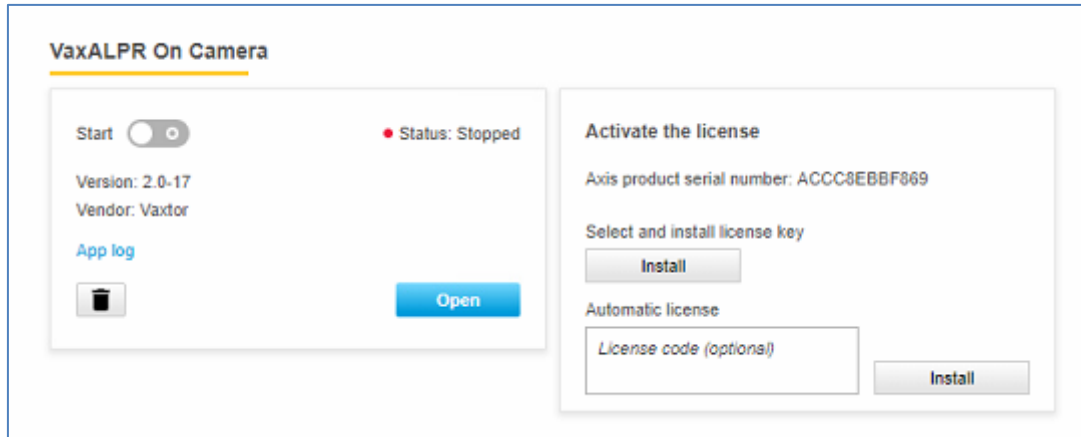 VaxALPR On Camera
Start
Status: Stopped
Version: 2.0-17
Vendor: Vaxtor
App log
Open
Activate the license
Axis product serial number: ACCC8EBBF869
Select and install license key
Install
Automatic license
License code (optional)
Install